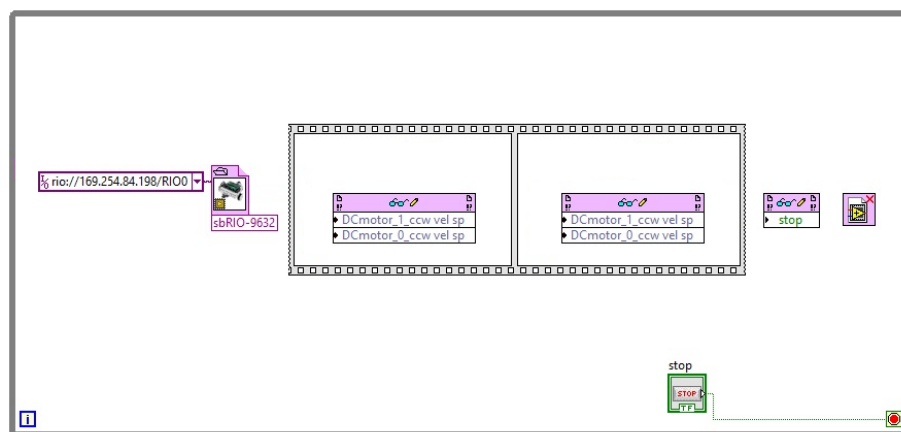 rio://169.254.84.198/RIO0
sbRIO-9632
DCmotor_1_ccw vel sp
DCmotor_0_ccw vel sp
DCmotor_1_ccw vel sp
DCmotor_0_ccw vel sp
stop
stop
STOP
TF
i